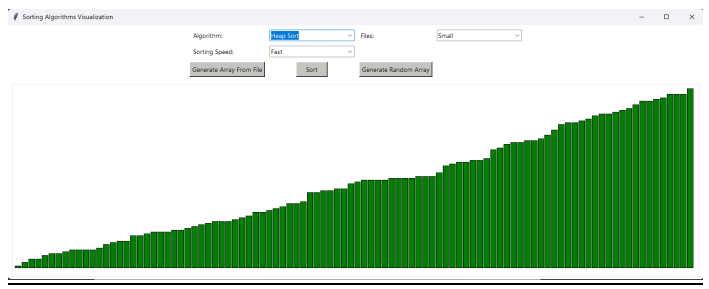 Sorting Algorithms Visualization
Algorithm: Heap Sort Files: Small
Sorting Speed: Fast
Generate Array From File Sort Generate Random Array